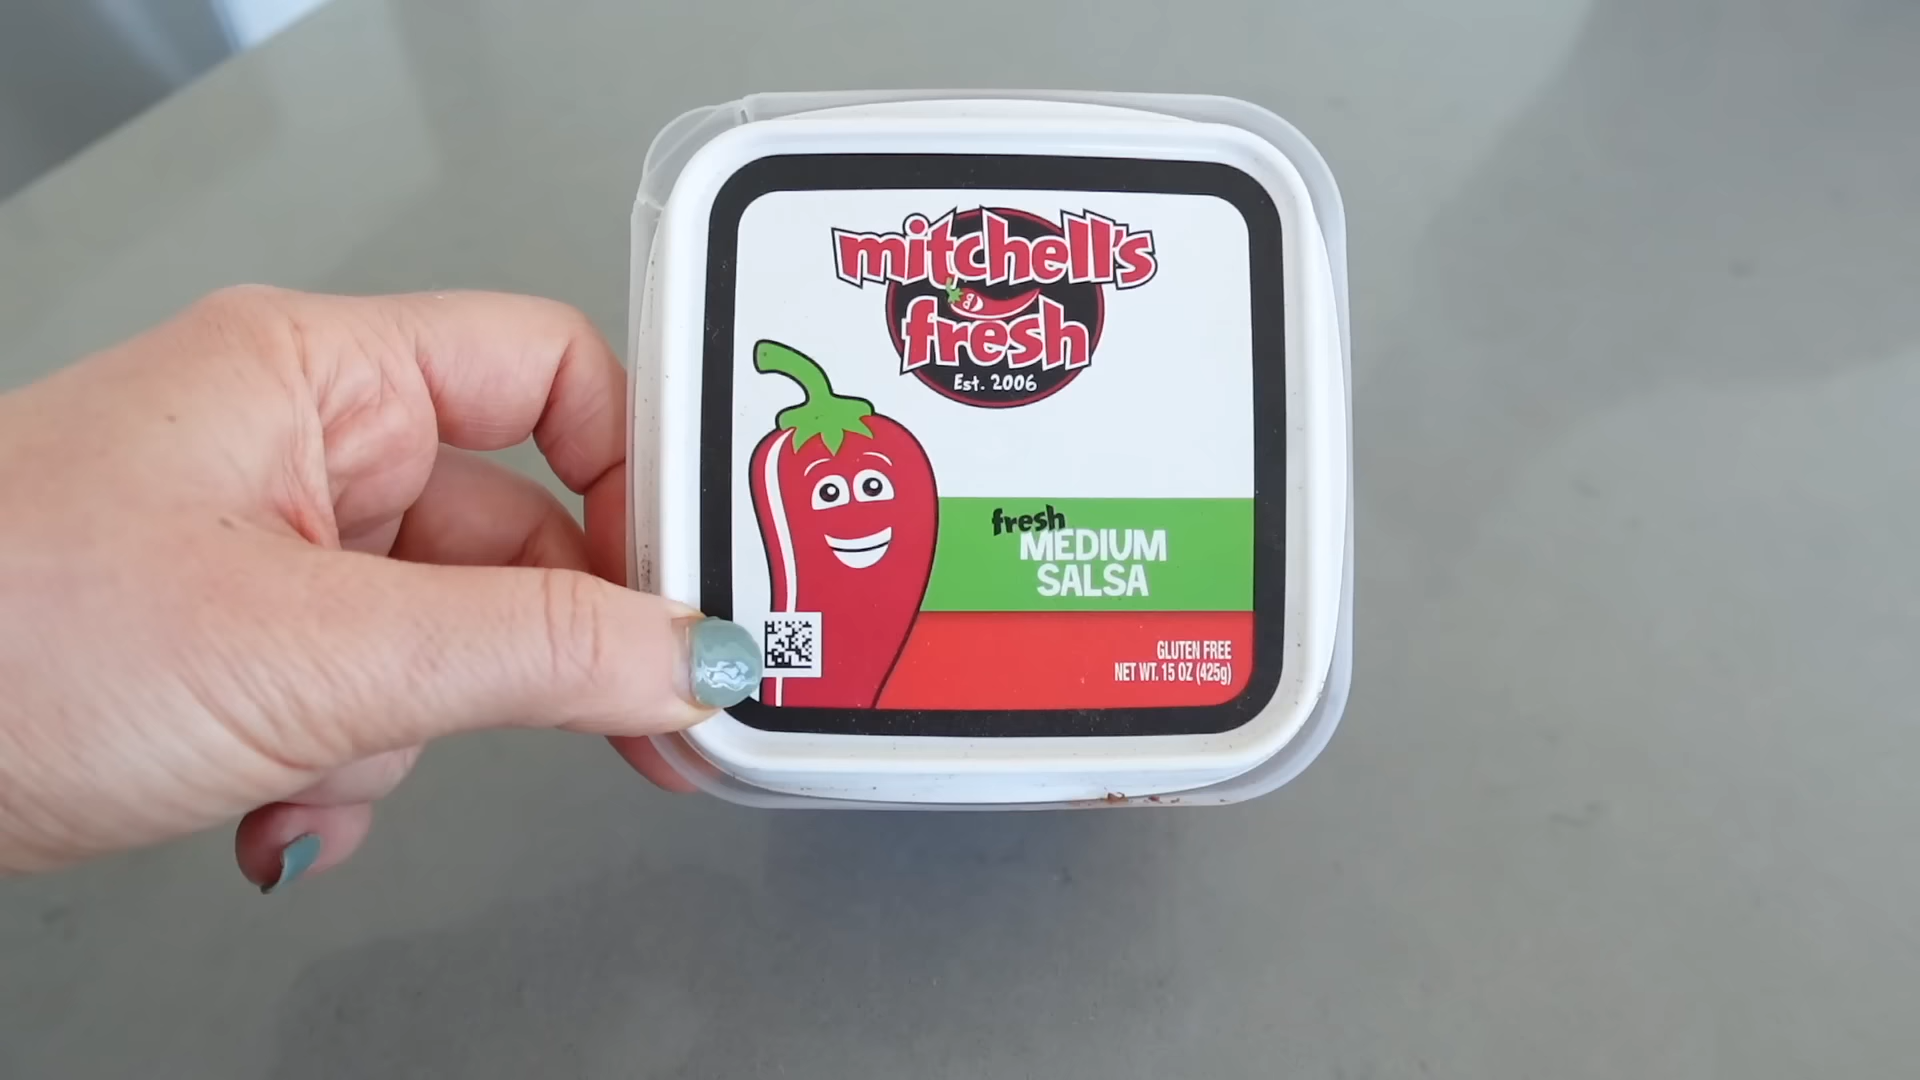 mitchell's
fresh
Est. 2006
fresh
MEDIUM
SALSA
GLUTEN FREE
NET WT. 15 OZ (425g)